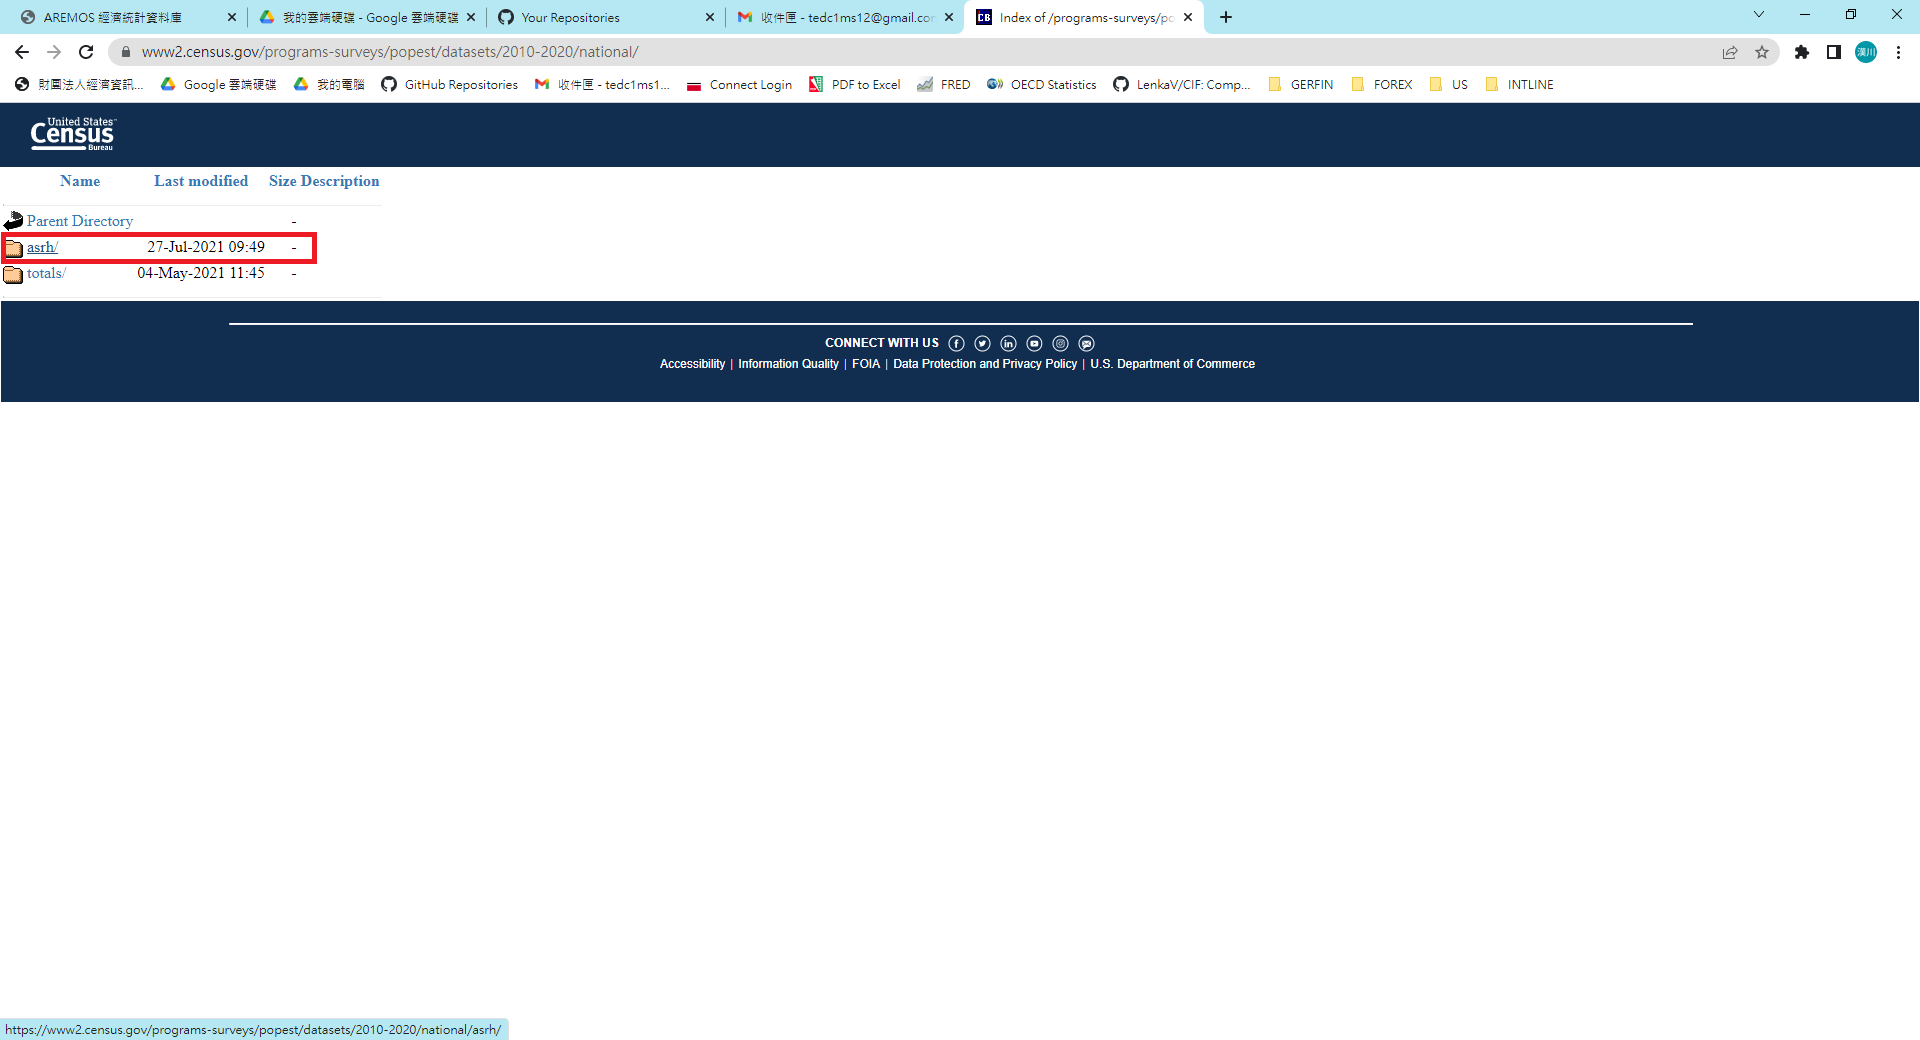 AREMOS 經濟統計資料庫
我的雲端硬碟 - Google 雲端硬碟
Your Repositories
收件匣 - tedc1ms12@gmail.cor
CB Index of /programs-surveys/po
www2.census.gov/programs-surveys/popest/datasets/2010-2020/national/
漢川
財團法人經濟資訊...
Google 雲端硬碟
我的電腦
GitHub Repositories
收件匣 - tedc1ms1...
Connect Login
PDF to Excel
FRED
OECD Statistics
LenkaV/CIF: Comp...
GERFIN
FOREX
US
INTLINE
United States™
Census
Bureau
Name Last modified Size Description
Parent Directory -
asrh/ 27-Jul-2021 09:49 -
totals/ 04-May-2021 11:45 -
CONNECT WITH US
Accessibility | Information Quality | FOIA | Data Protection and Privacy Policy | U.S. Department of Commerce
https://www2.census.gov/programs-surveys/popest/datasets/2010-2020/national/asrh/